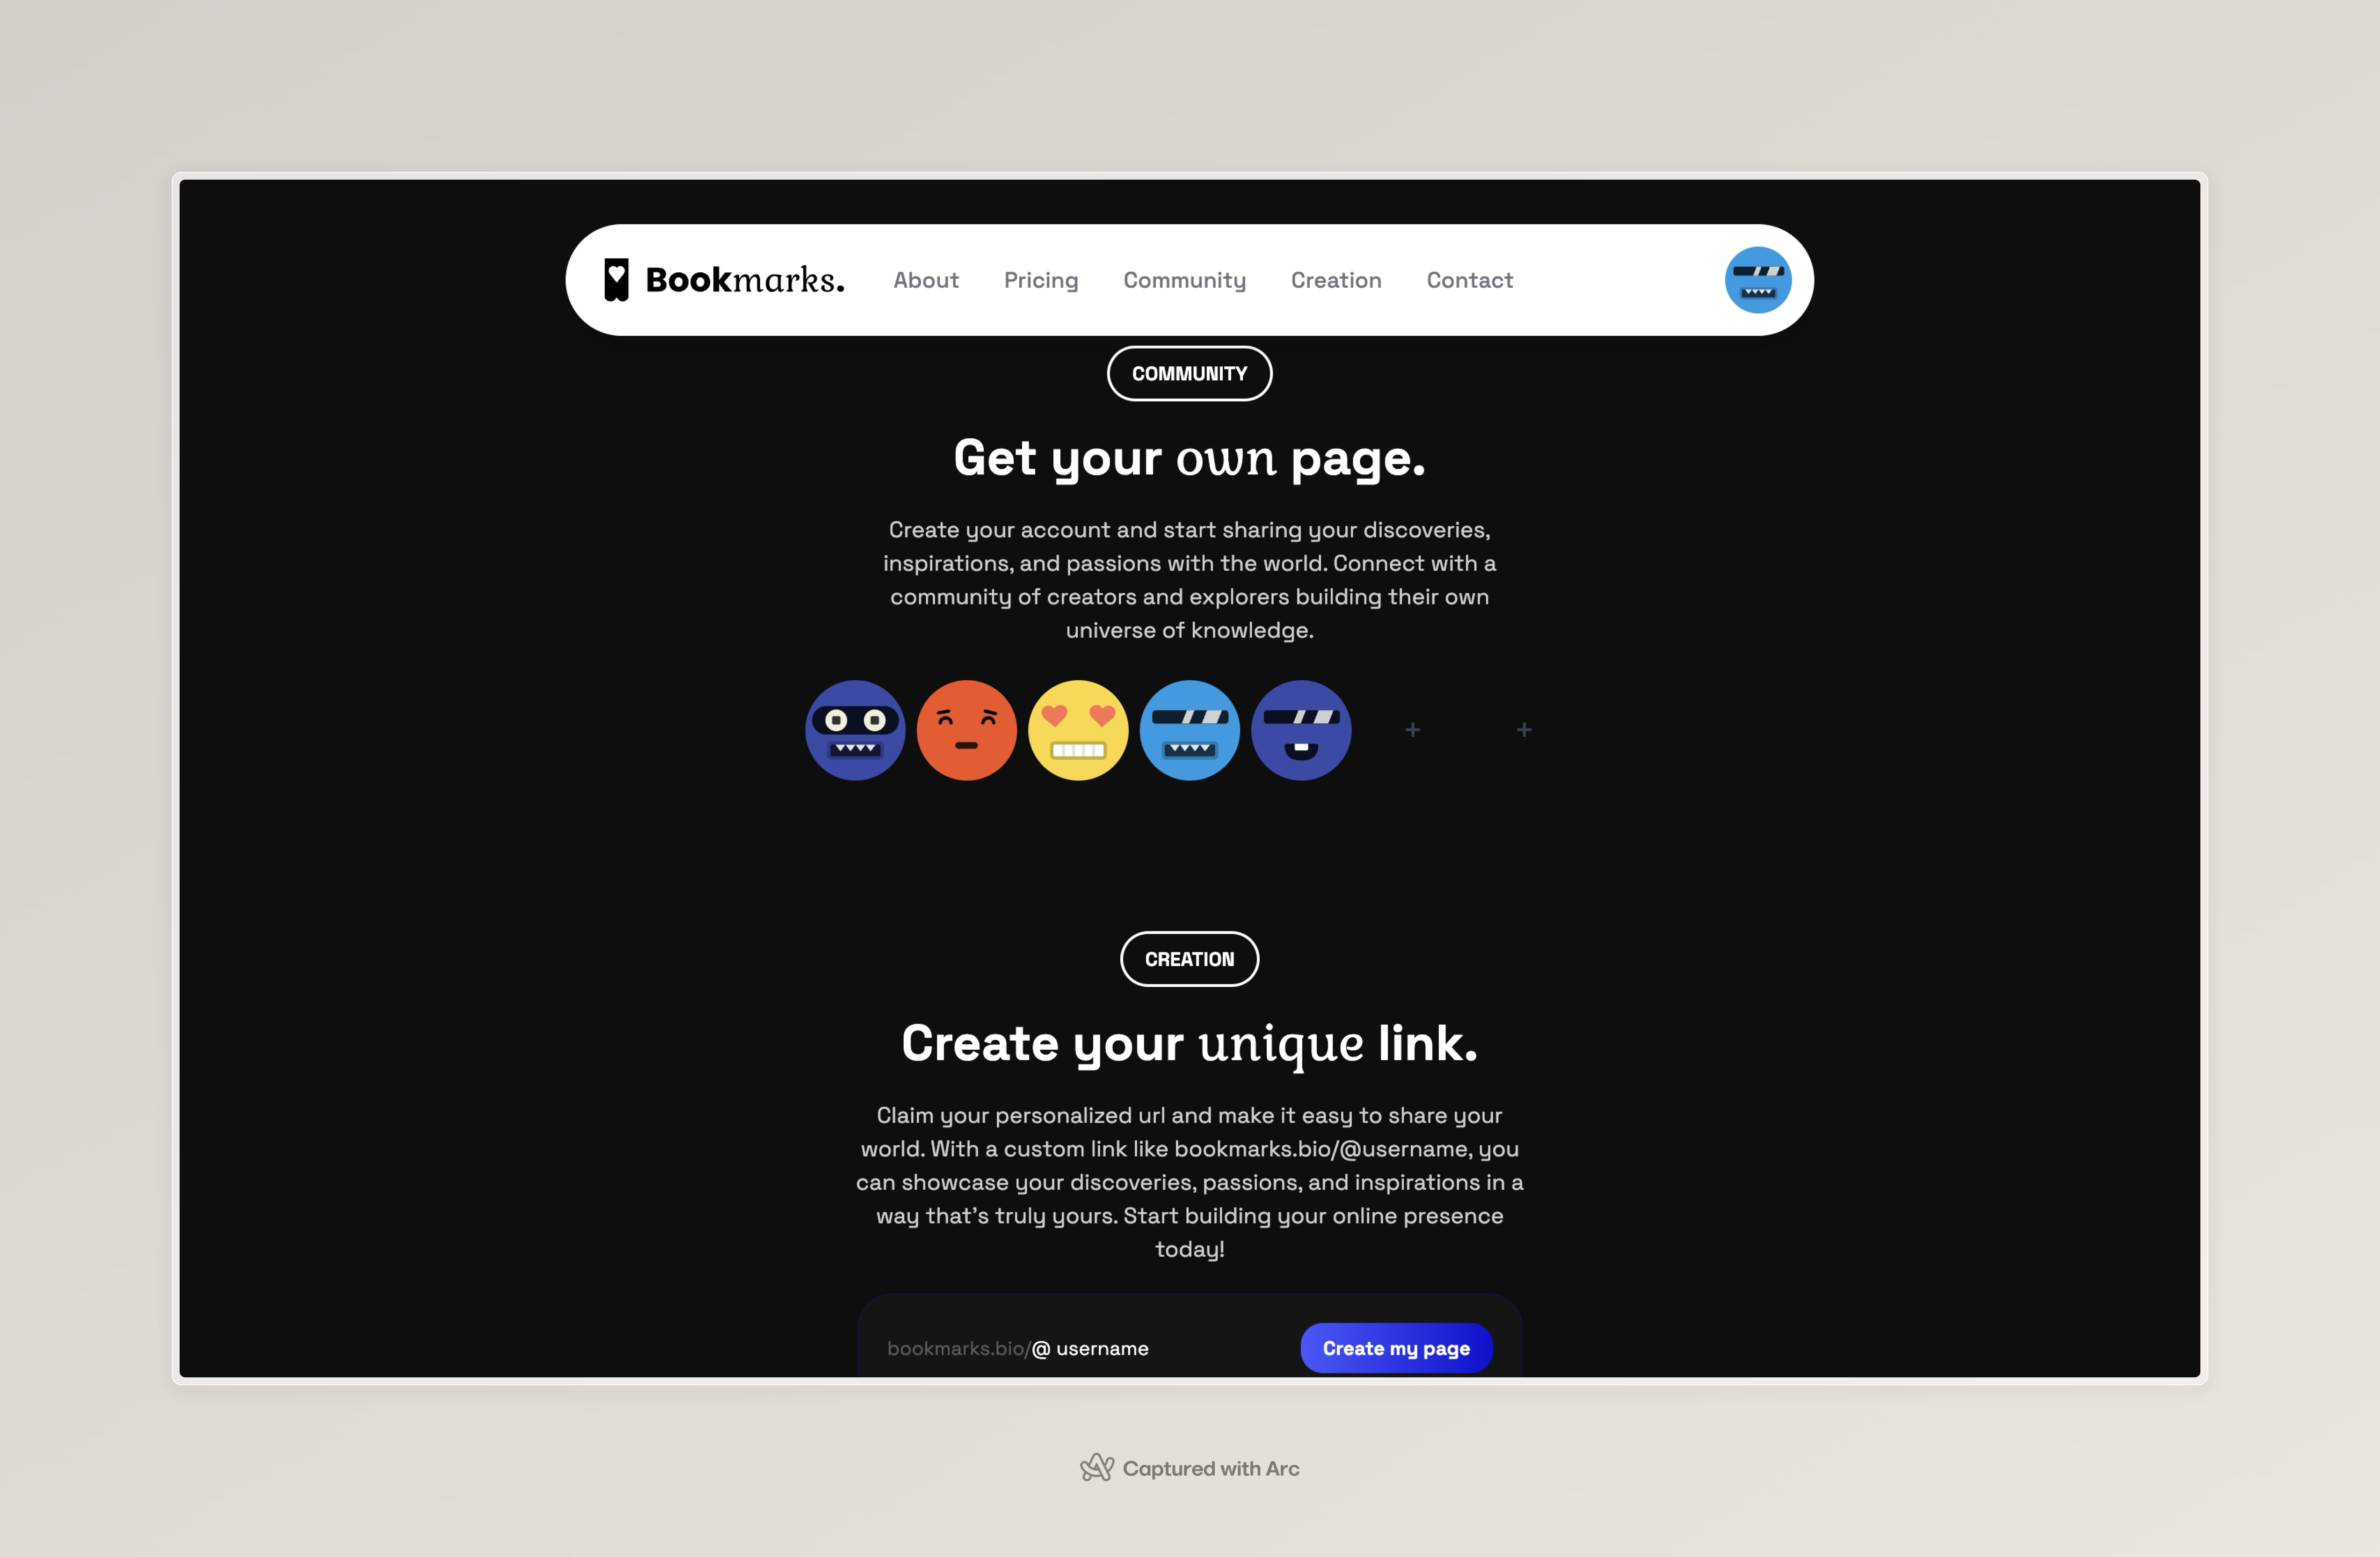 Bookmarks.
About
Pricing
Community
Creation
Contact
COMMUNITY
Get your own page.
Create your account and start sharing your discoveries,
inspirations, and passions with the world. Connect with a
community of creators and explorers building their own
universe of knowledge.
+
+
CREATION
Create your unique link.
Claim your personalized url and make it easy to share your
world. With a custom link like bookmarks.bio/@username, you
can showcase your discoveries, passions, and inspirations in a
way that’s truly yours. Start building your online presence
today!
bookmarks.bio/@ username
Create my page
Captured with Arc